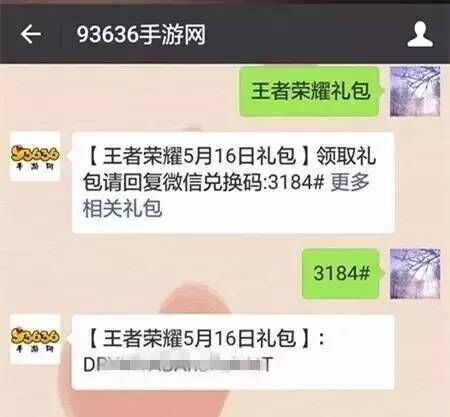 93636手游网
王者荣耀礼包
93636
手游网
【王者荣耀5月16日礼包】领取礼
包请回复微信兑换码:3184# 更多
相关礼包
3184#
93636
手游网
【王者荣耀5月16日礼包】: